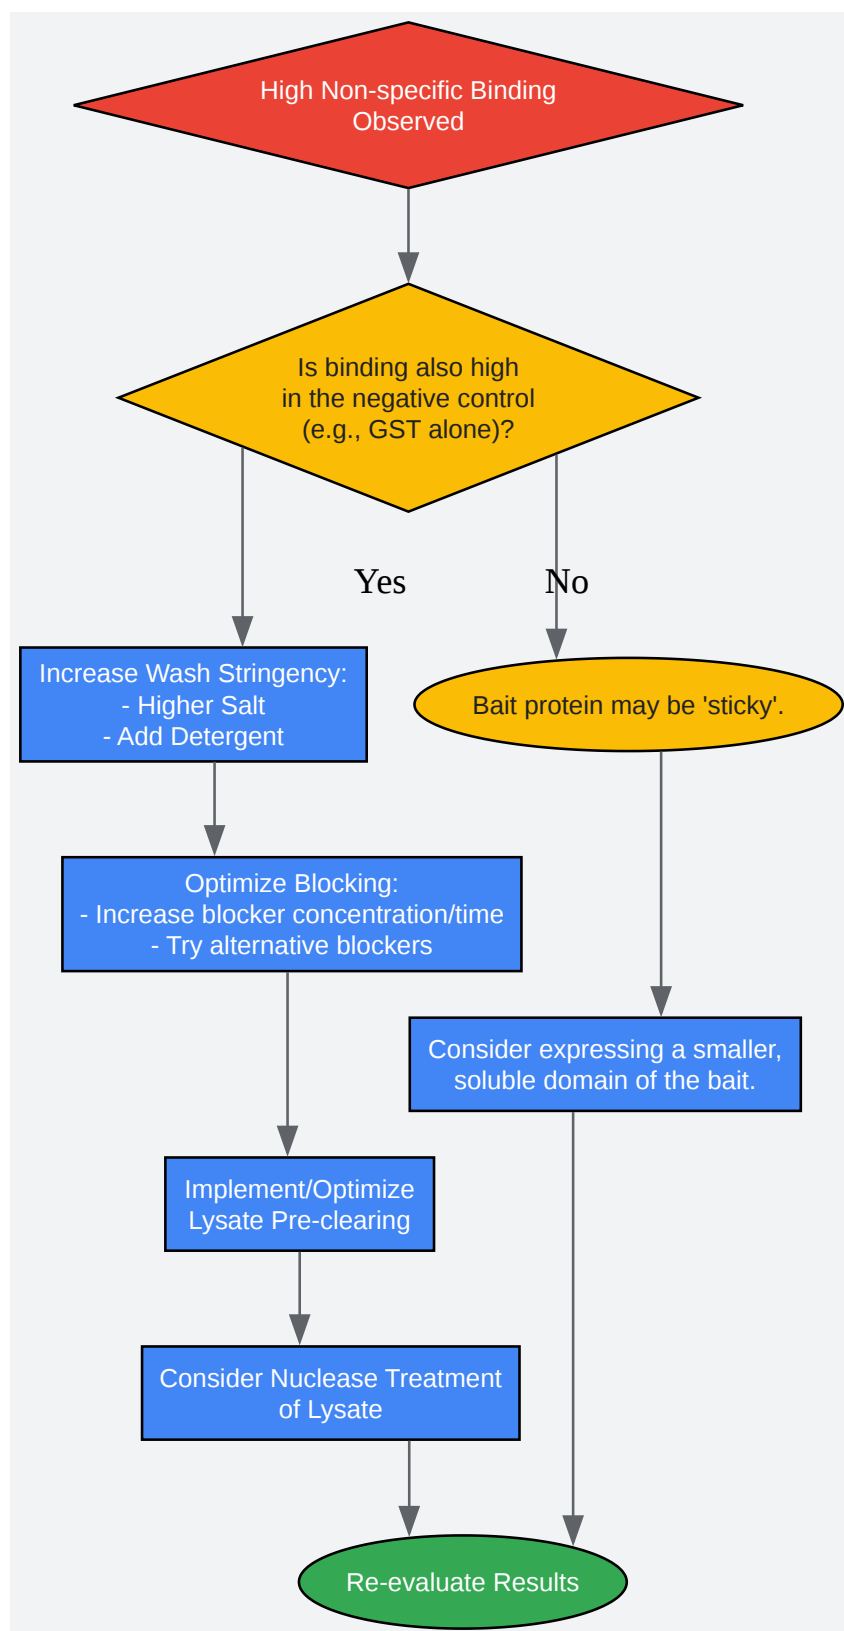 High Non-specific Binding
Observed
Is binding also high
in the negative control
(e.g., GST alone)?
Yes
No
Increase Wash Stringency:
- Higher Salt
- Add Detergent
Bait protein may be 'sticky'.
Optimize Blocking:
- Increase blocker concentration/time
- Try alternative blockers
Consider expressing a smaller,
soluble domain of the bait.
Implement/Optimize
Lysate Pre-clearing
Consider Nuclease Treatment
of Lysate
Re-evaluate Results